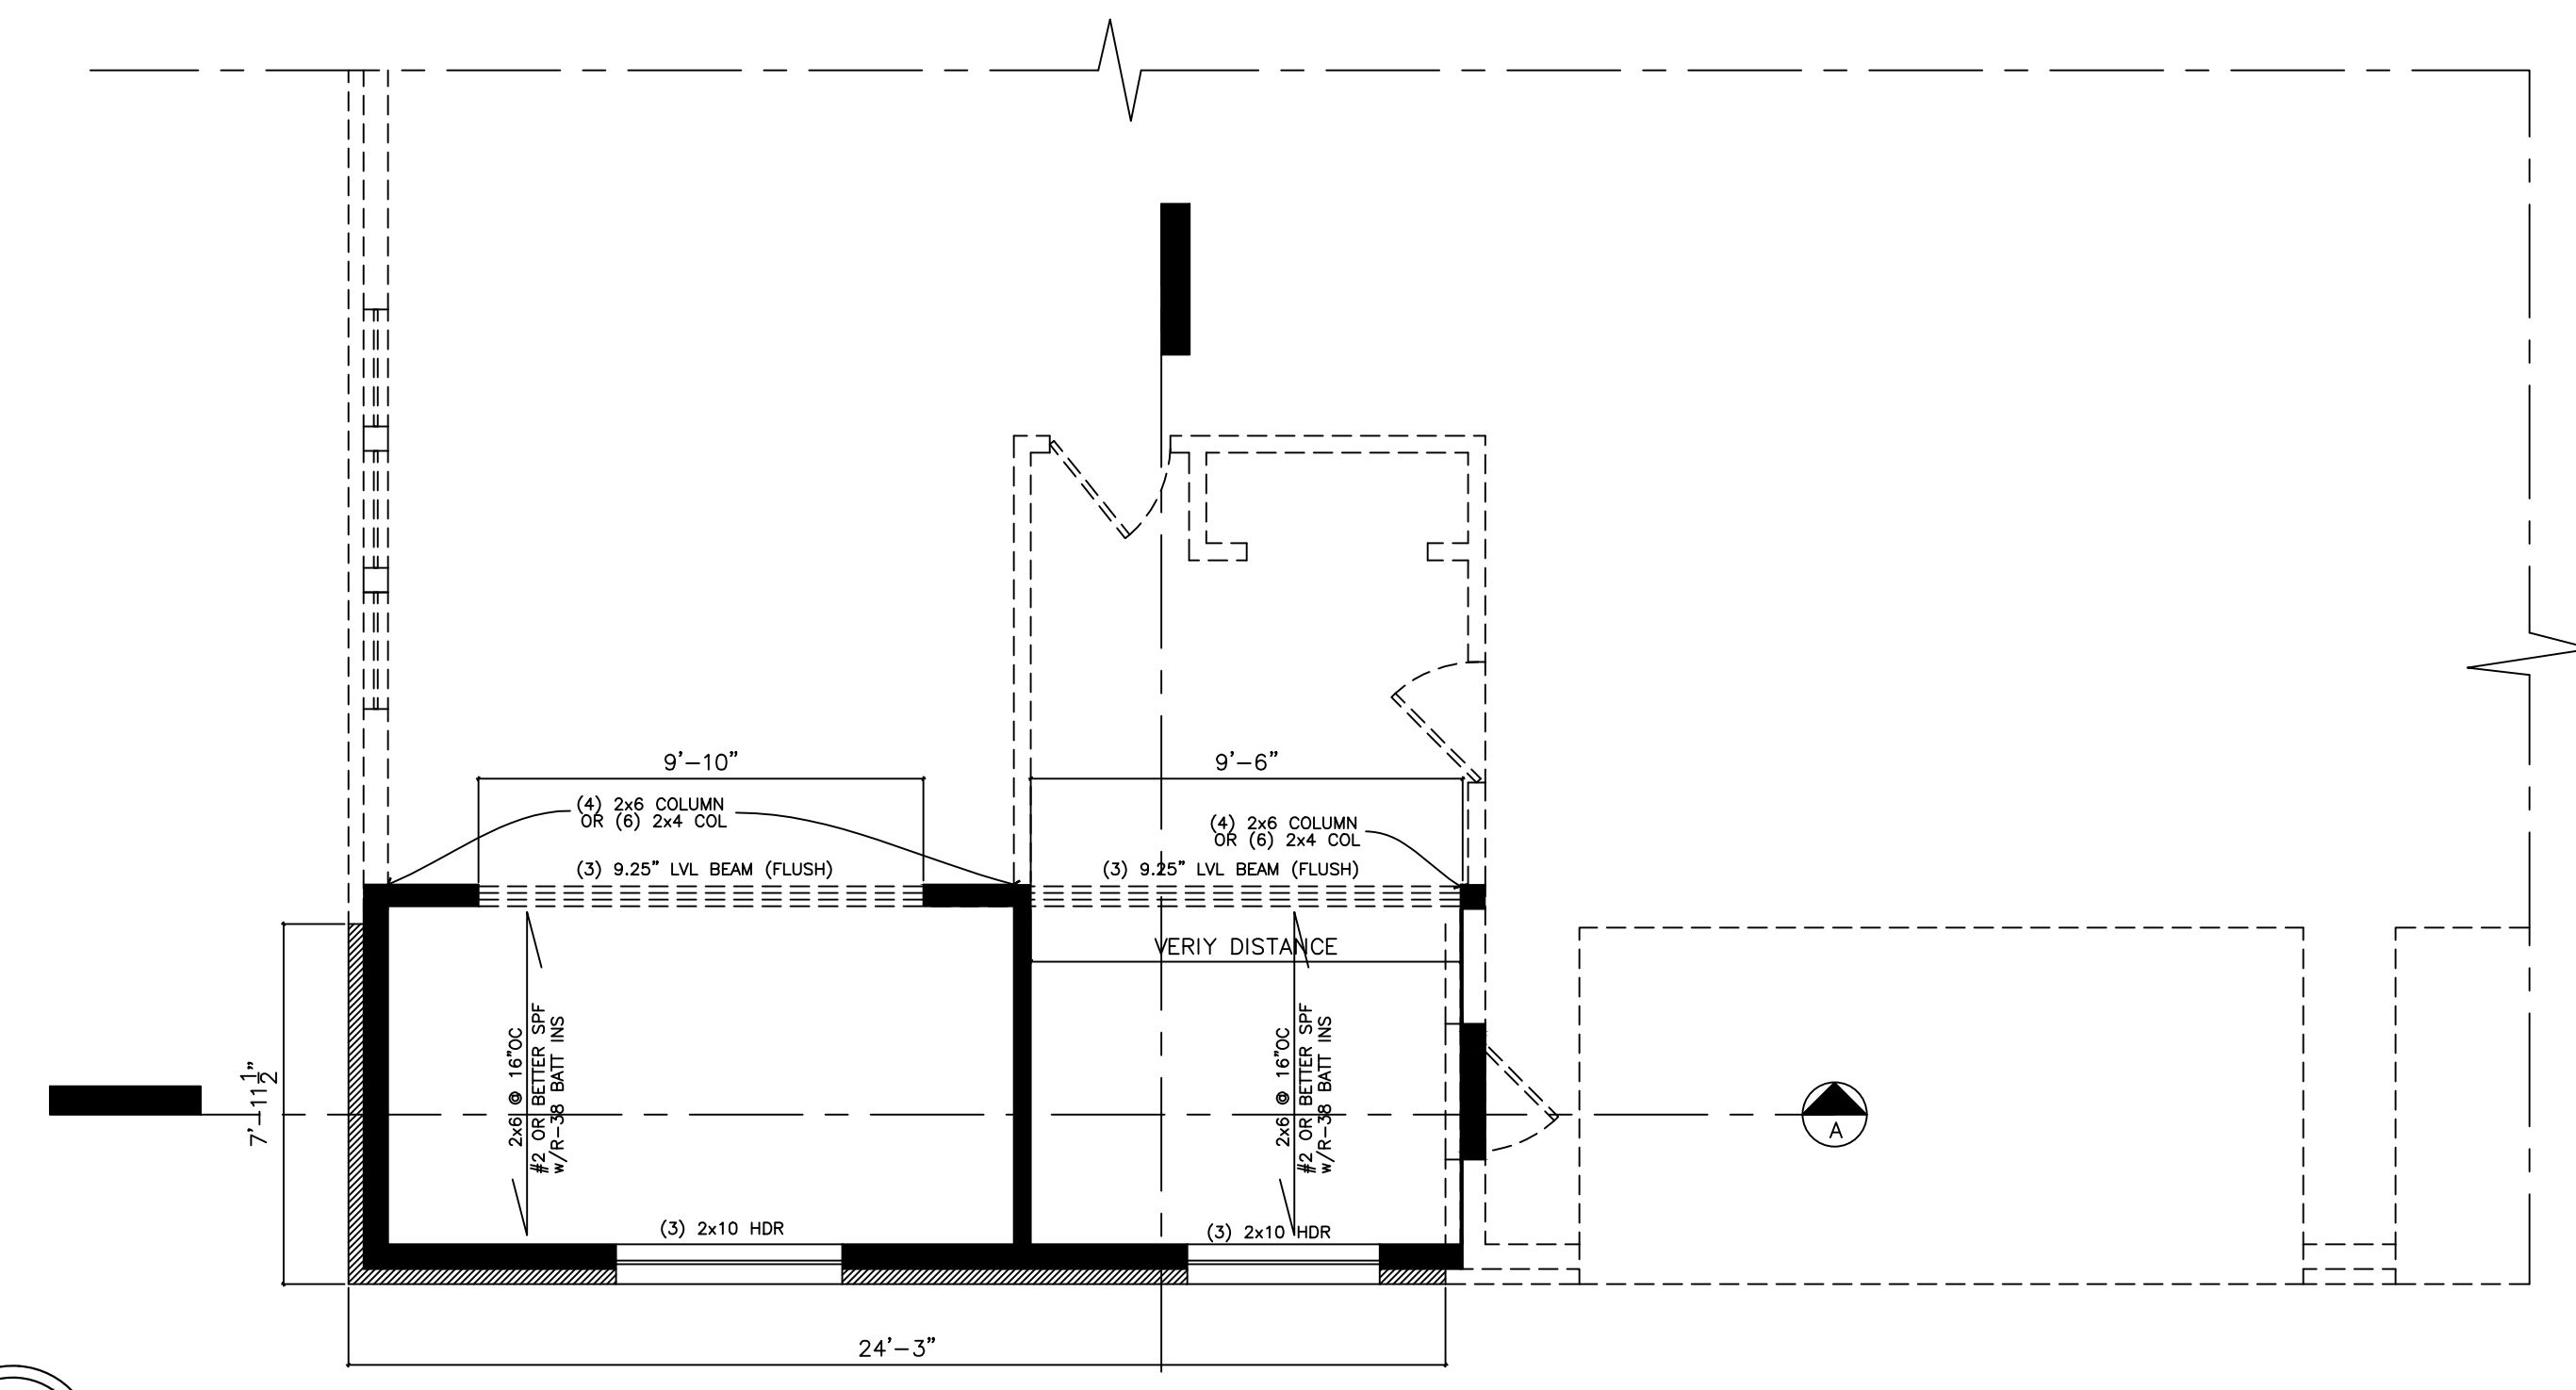 9'-10"
9'-6"
(4) 2x6 COLUMN
OR (6) 2x4 COL
(4) 2x6 COLUMN
OR (6) 2x4 COL
(3) 9.25" LVL BEAM (FLUSH)
(3) 9.25" LVL BEAM (FLUSH)
VERIY DISTANCE
7'-11 1/2"
2x6 @ 16"OC
#2 OR BETTER SPF
w/R-38 BATT INS
2x6 @ 16"OC
#2 OR BETTER SPF
w/R-38 BATT INS
A
(3) 2x10 HDR
(3) 2x10 HDR
24'-3"